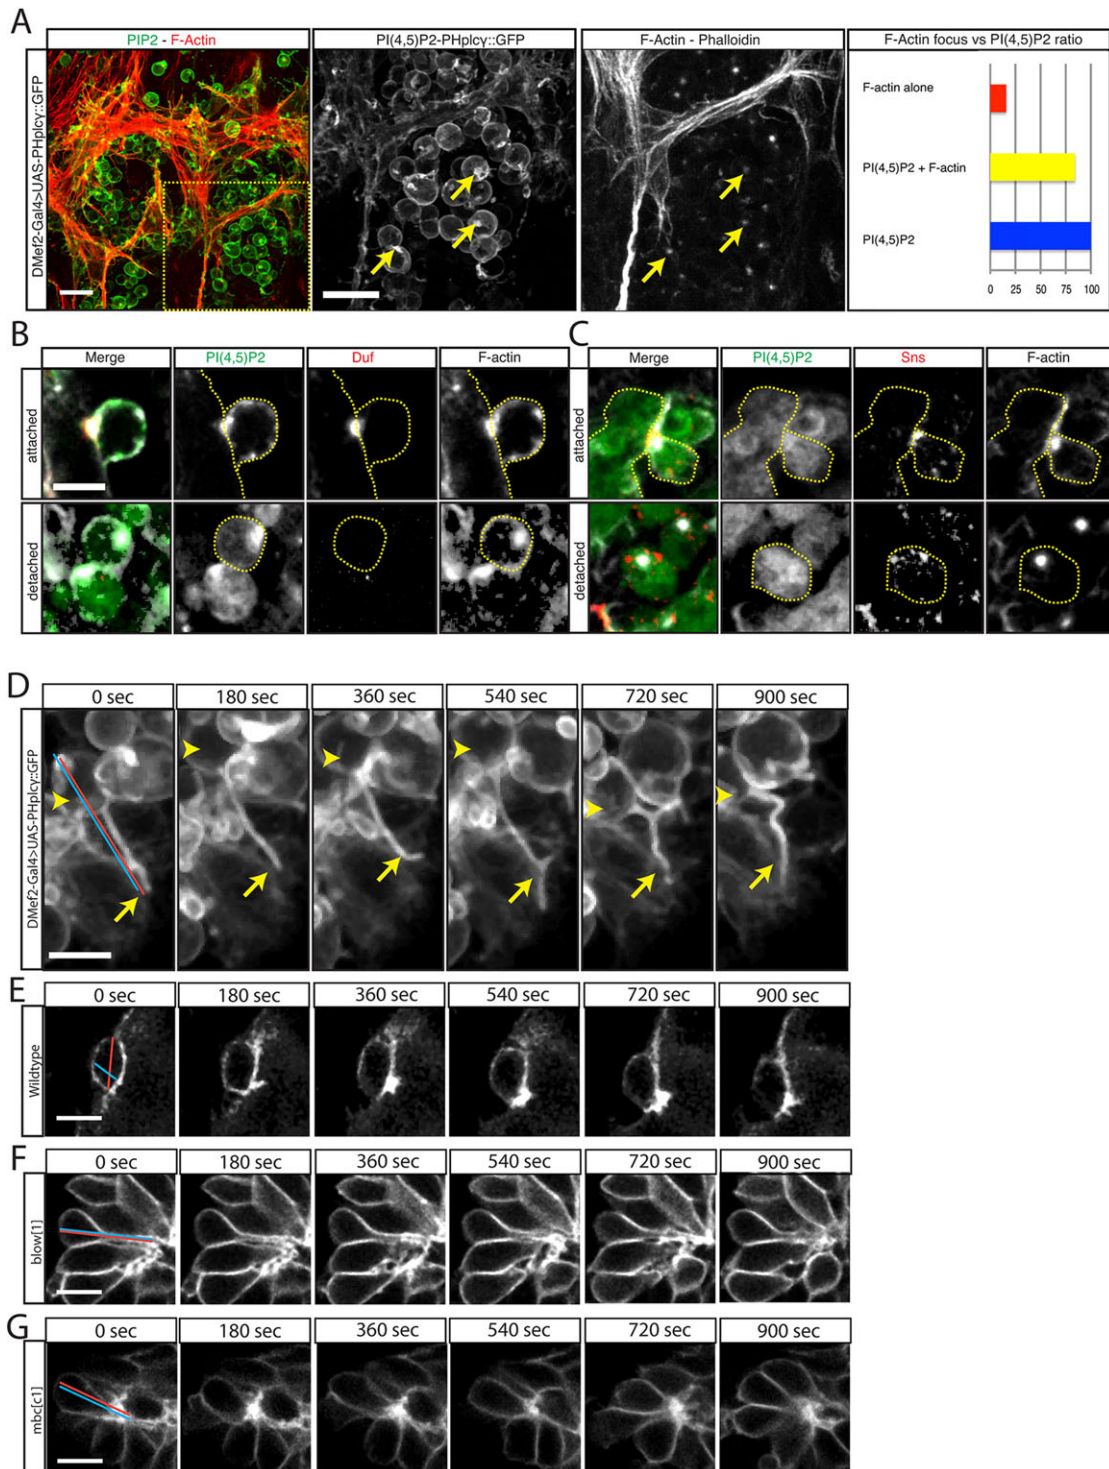 A
PIP2 - F-Actin
PI(4,5)P2-PHplcγ::GFP
F-Actin - Phalloidin
F-Actin focus vs PI(4,5)P2 ratio
DMef2-Gal4>UAS-PHplcγ::GFP
F-actin alone
PI(4,5)P2 + F-actin
PI(4,5)P2
0 25 50 75 100
B
Merge
PI(4,5)P2
Duf
F-actin
attached
detached
C
Merge
PI(4,5)P2
Sns
F-actin
attached
detached
D
0 sec 180 sec 360 sec 540 sec 720 sec 900 sec
DMef2-Gal4>UAS-PHplcγ::GFP
E
0 sec 180 sec 360 sec 540 sec 720 sec 900 sec
Wildtype
F
0 sec 180 sec 360 sec 540 sec 720 sec 900 sec
blow[1]
G
0 sec 180 sec 360 sec 540 sec 720 sec 900 sec
mbc[c1]